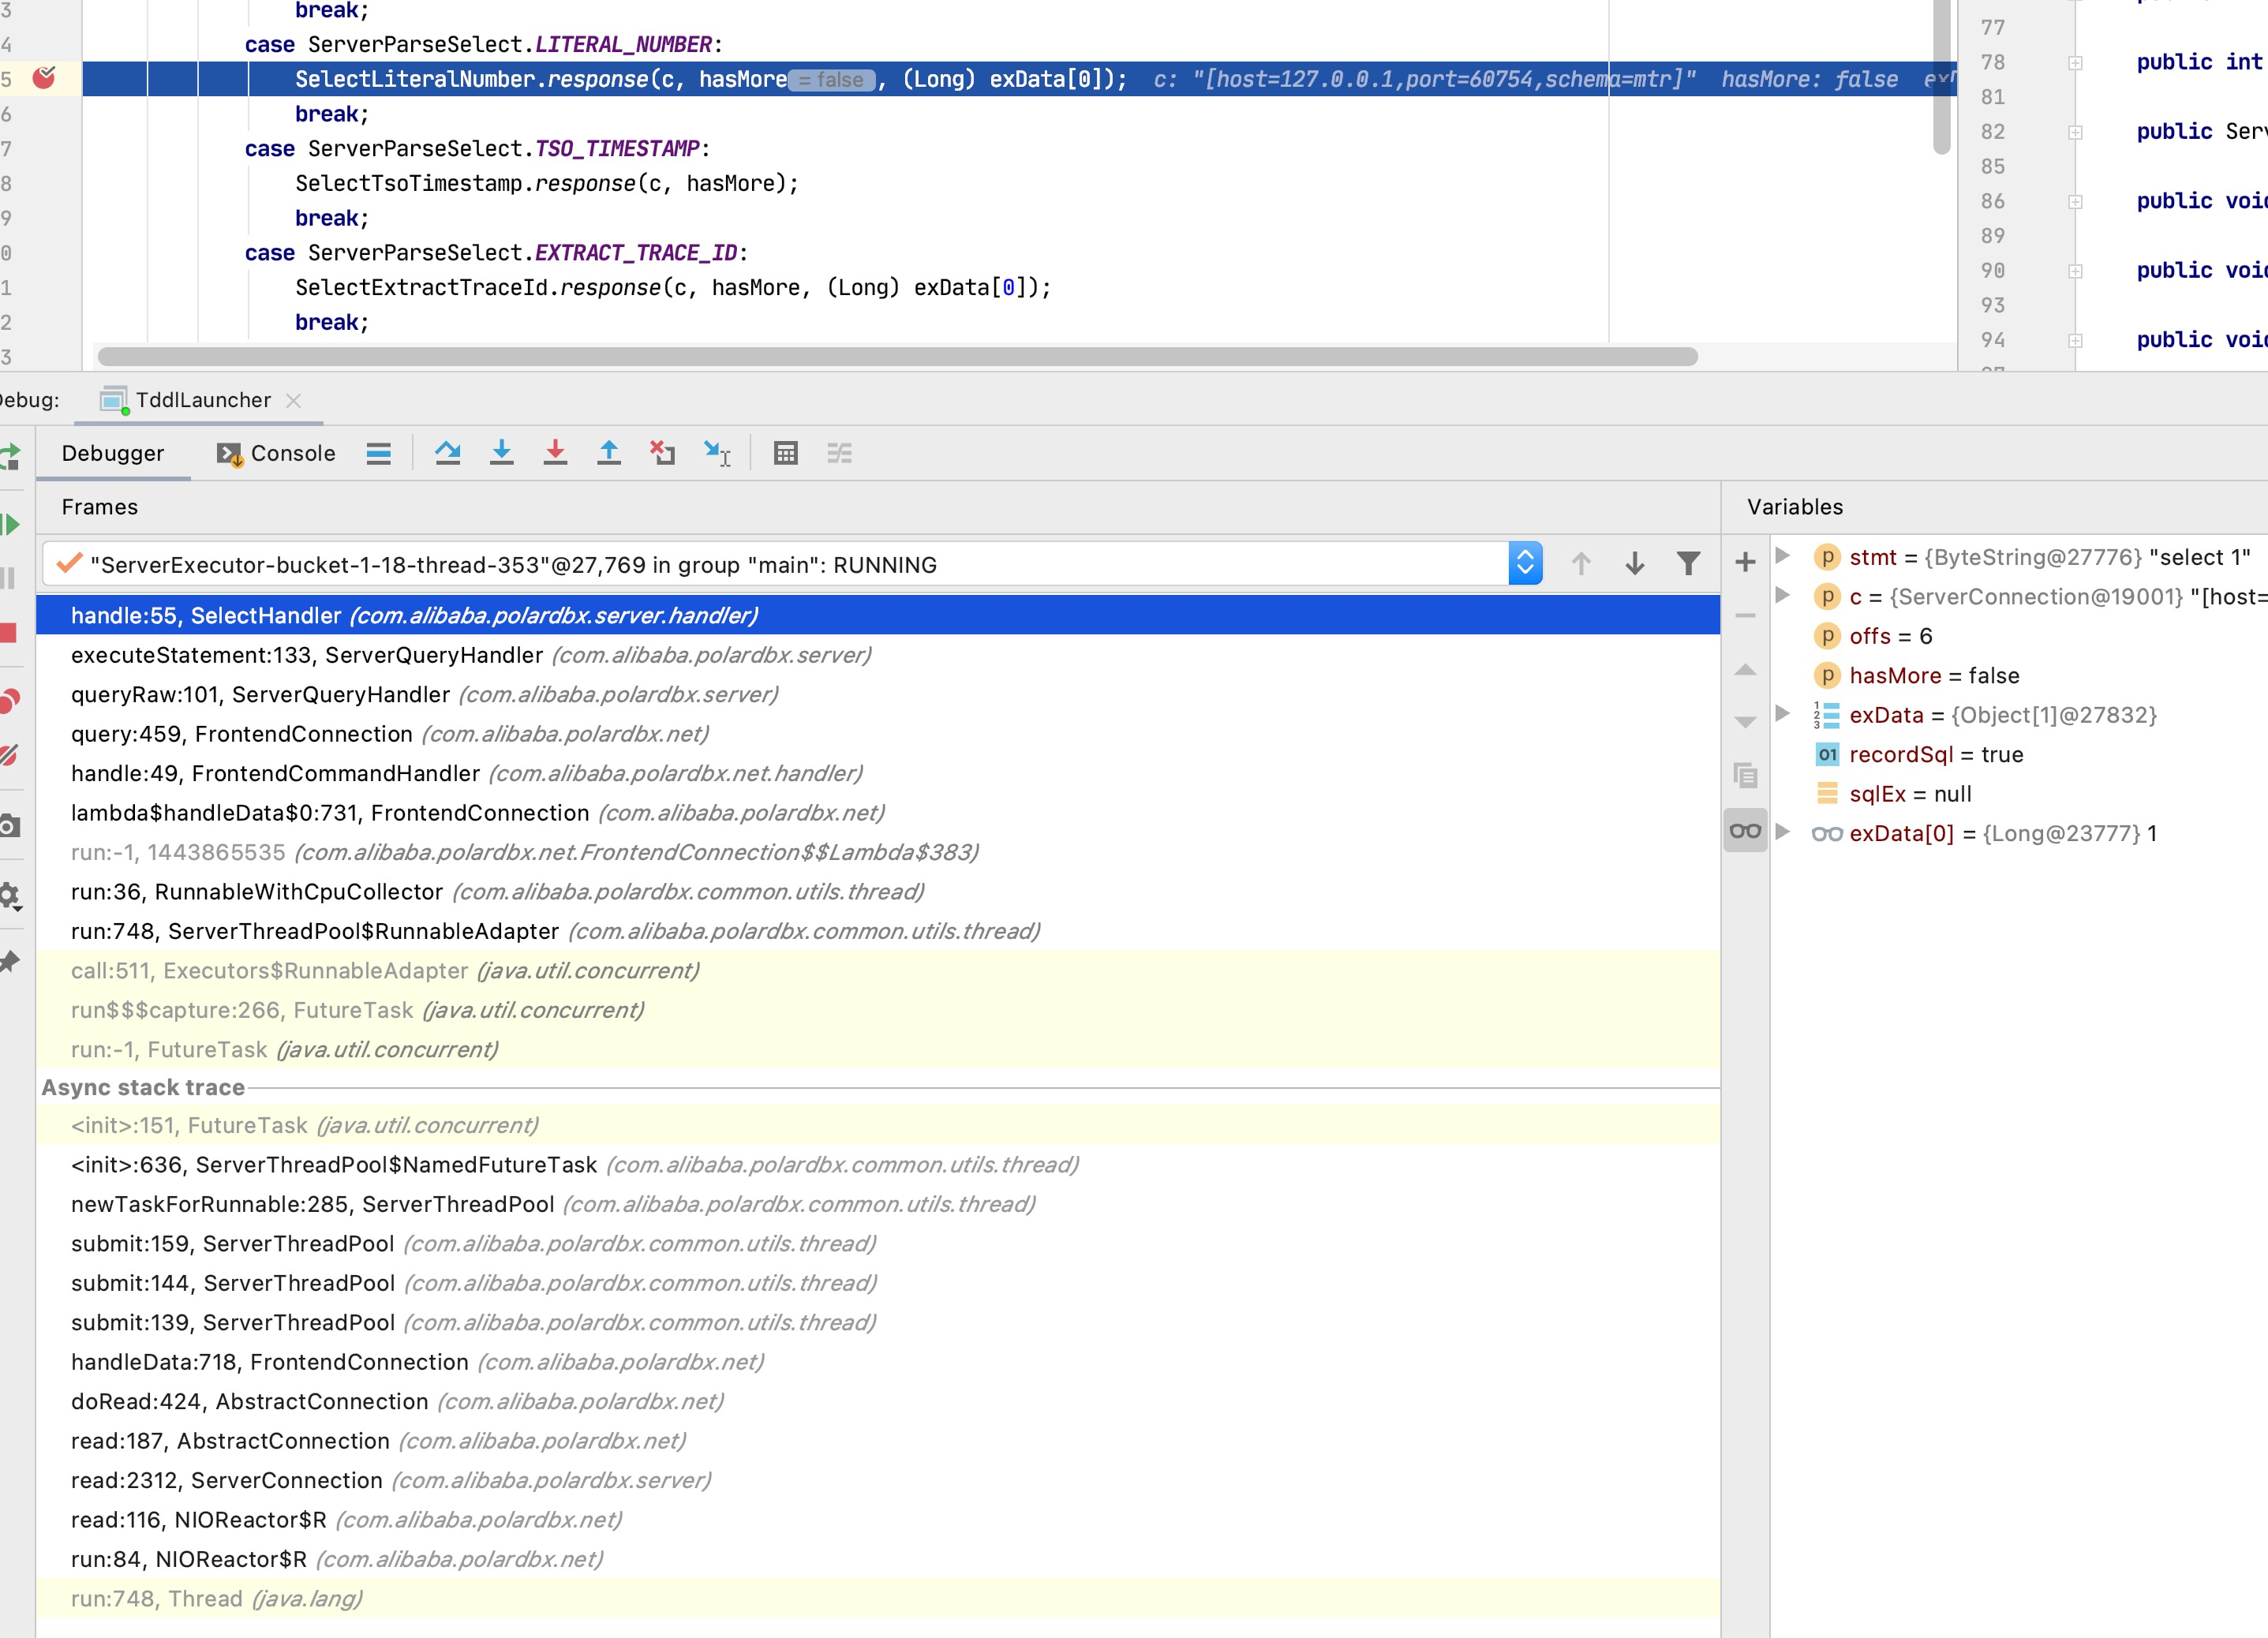 3 break;
4 case ServerParseSelect.LITERAL_NUMBER:
5 SelectLiteralNumber.response(c, hasMore = false , (Long) exData[0]); c: "[host=127.0.0.1,port=60754,schema=mtr]" hasMore: false
6 break;
7 case ServerParseSelect.TSO_TIMESTAMP:
8 SelectTsoTimestamp.response(c, hasMore);
9 break;
0 case ServerParseSelect.EXTRACT_TRACE_ID:
1 SelectExtractTraceId.response(c, hasMore, (Long) exData[0]);
2 break;
3
77
78 public int
81
82 public Serv
85
86 public void
89
90 public void
93
94 public void
ebug: TddlLauncher
Debugger Console
Frames
"ServerExecutor-bucket-1-18-thread-353"@27,769 in group "main": RUNNING
handle:55, SelectHandler (com.alibaba.polardbx.server.handler)
executeStatement:133, ServerQueryHandler (com.alibaba.polardbx.server)
queryRaw:101, ServerQueryHandler (com.alibaba.polardbx.server)
query:459, FrontendConnection (com.alibaba.polardbx.net)
handle:49, FrontendCommandHandler (com.alibaba.polardbx.net.handler)
lambda$handleData$0:731, FrontendConnection (com.alibaba.polardbx.net)
run:-1, 1443865535 (com.alibaba.polardbx.net.FrontendConnection$$Lambda$383)
run:36, RunnableWithCpuCollector (com.alibaba.polardbx.common.utils.thread)
run:748, ServerThreadPool$RunnableAdapter (com.alibaba.polardbx.common.utils.thread)
call:511, Executors$RunnableAdapter (java.util.concurrent)
run$$$capture:266, FutureTask (java.util.concurrent)
run:-1, FutureTask (java.util.concurrent)
Async stack trace
<init>:151, FutureTask (java.util.concurrent)
<init>:636, ServerThreadPool$NamedFutureTask (com.alibaba.polardbx.common.utils.thread)
newTaskForRunnable:285, ServerThreadPool (com.alibaba.polardbx.common.utils.thread)
submit:159, ServerThreadPool (com.alibaba.polardbx.common.utils.thread)
submit:144, ServerThreadPool (com.alibaba.polardbx.common.utils.thread)
submit:139, ServerThreadPool (com.alibaba.polardbx.common.utils.thread)
handleData:718, FrontendConnection (com.alibaba.polardbx.net)
doRead:424, AbstractConnection (com.alibaba.polardbx.net)
read:187, AbstractConnection (com.alibaba.polardbx.net)
read:2312, ServerConnection (com.alibaba.polardbx.server)
read:116, NIOReactor$R (com.alibaba.polardbx.net)
run:84, NIOReactor$R (com.alibaba.polardbx.net)
run:748, Thread (java.lang)
Variables
stmt = {ByteString@27776} "select 1"
c = {ServerConnection@19001} "[host=
offs = 6
hasMore = false
exData = {Object[1]@27832}
recordSql = true
sqlEx = null
exData[0] = {Long@23777} 1